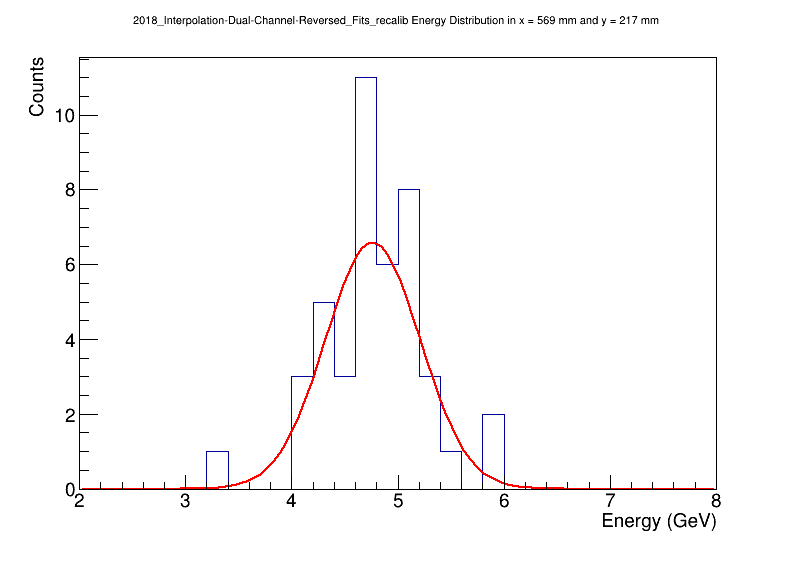 2018_Interpolation-Dual-Channel-Reversed_Fits_recalib Energy Distribution in x = 569 mm and y = 217 mm
Counts
10
8
6
4
2
0
2 3 4 5 6 7 8
Energy (GeV)